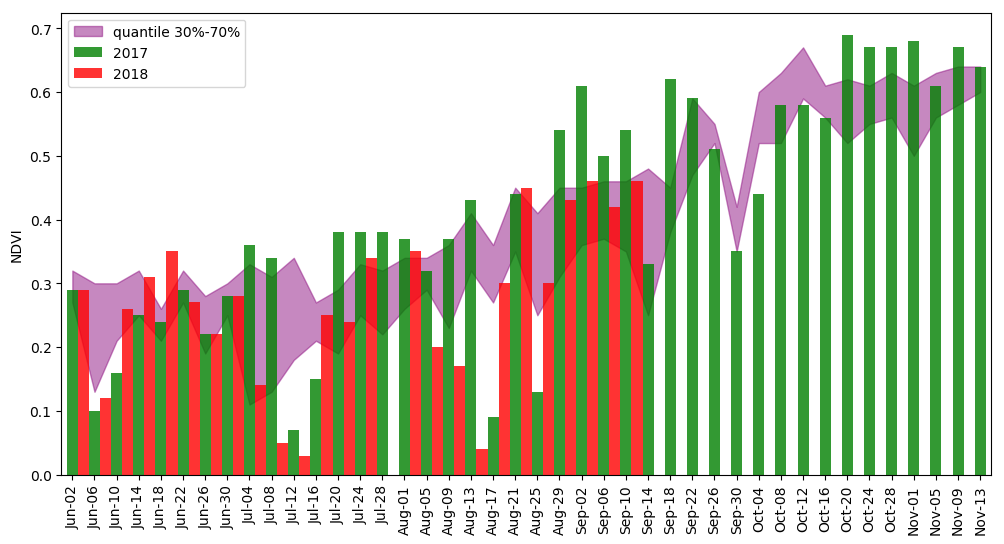 quantile 30%-70%
2017
2018
NDVI
0.7
0.6
0.5
0.4
0.3
0.2
0.1
0.0
Jun-02
Jun-06
Jun-10
Jun-14
Jun-18
Jun-22
Jun-26
Jun-30
Jul-04
Jul-08
Jul-12
Jul-16
Jul-20
Jul-24
Jul-28
Aug-01
Aug-05
Aug-09
Aug-13
Aug-17
Aug-21
Aug-25
Aug-29
Sep-02
Sep-06
Sep-10
Sep-14
Sep-18
Sep-22
Sep-26
Sep-30
Oct-04
Oct-08
Oct-12
Oct-16
Oct-20
Oct-24
Oct-28
Nov-01
Nov-05
Nov-09
Nov-13